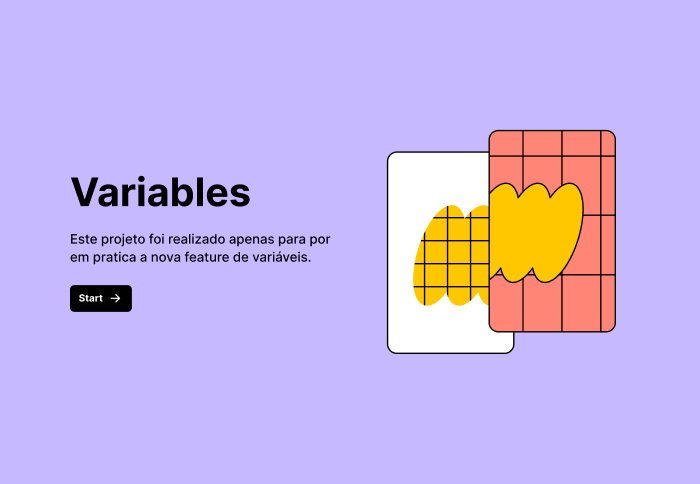 Variables
Este projeto foi realizado apenas para por
em pratica a nova feature de variáveis.
Start